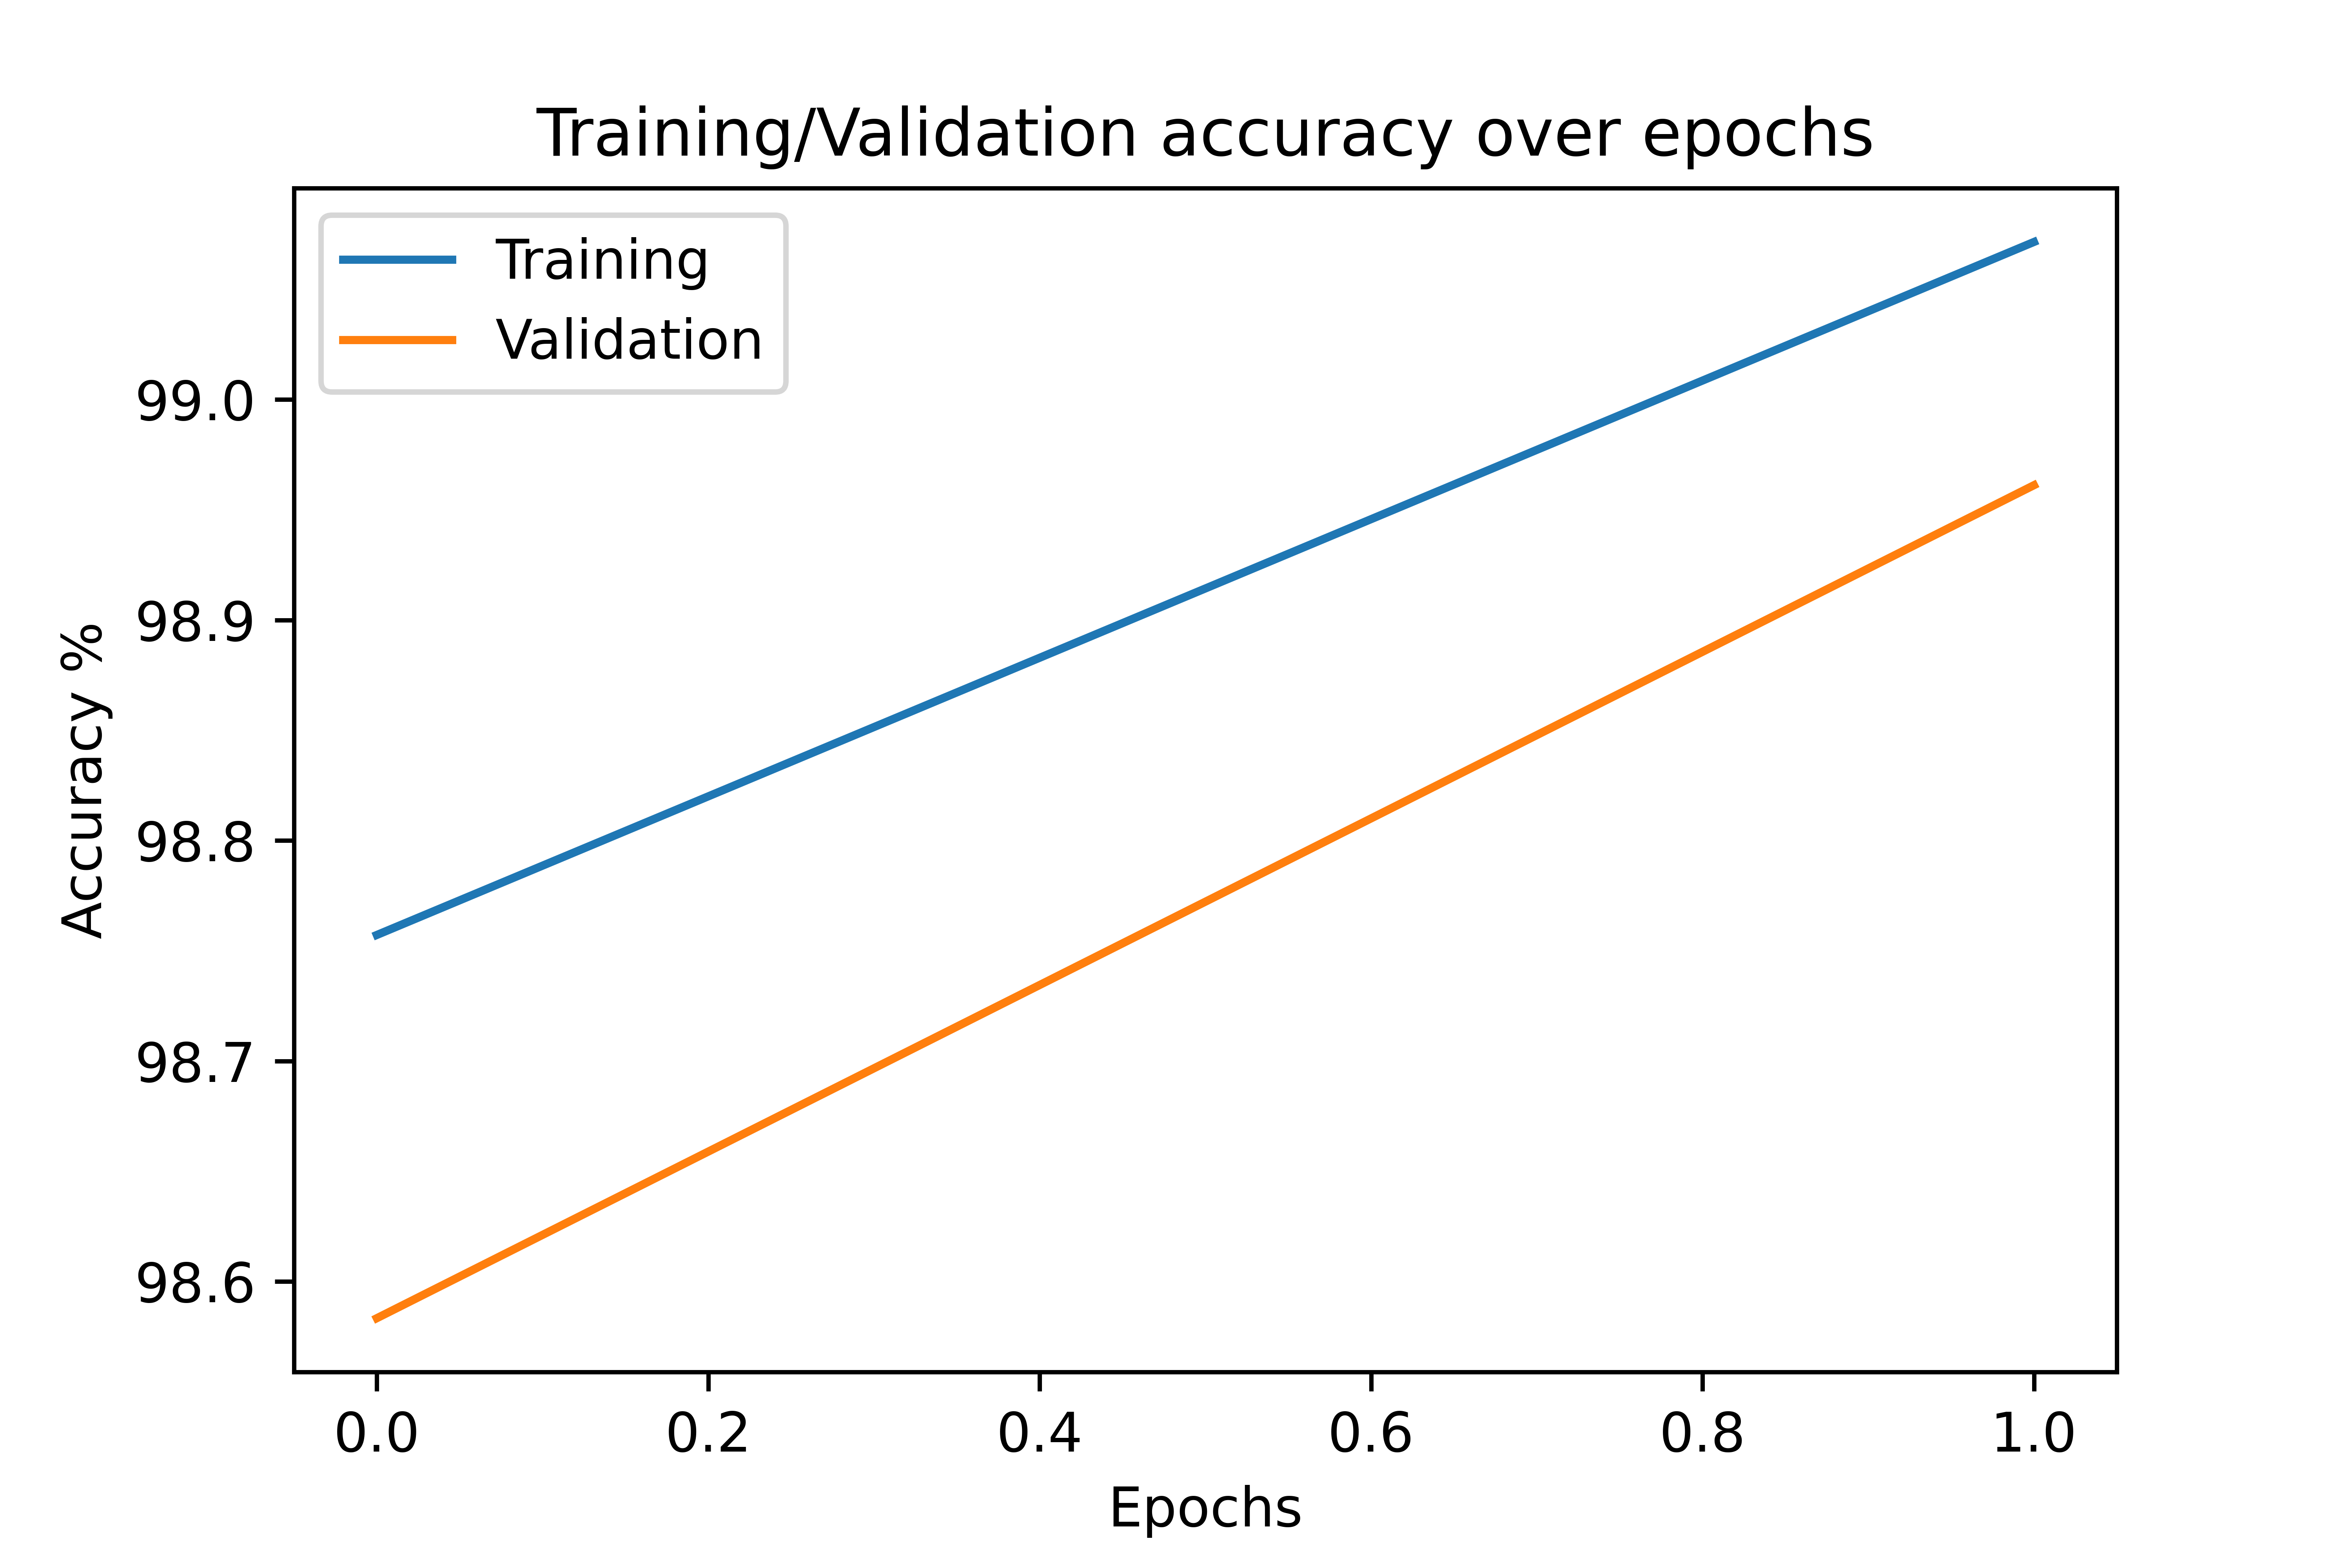 Training/Validation accuracy over epochs
Training
Validation
99.0
98.9
98.8
98.7
98.6
Accuracy %
0.0 0.2 0.4 0.6 0.8 1.0
Epochs